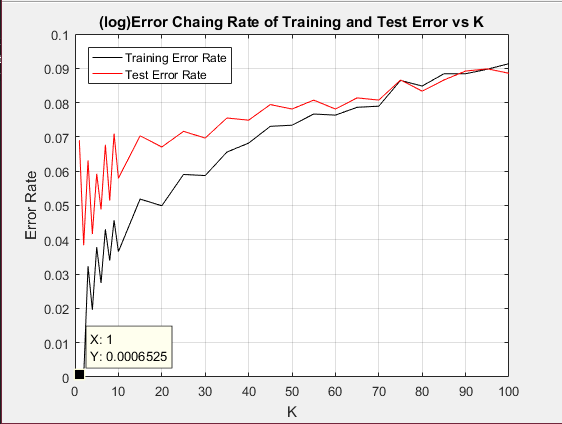 (log)Error Chaing Rate of Training and Test Error vs K
0.1
0.09
0.08
0.07
0.06
0.05
0.04
0.03
0.02
0.01
0
Error Rate
Training Error Rate
Test Error Rate
X: 1
Y: 0.0006525
0 10 20 30 40 50 60 70 80 90 100
K